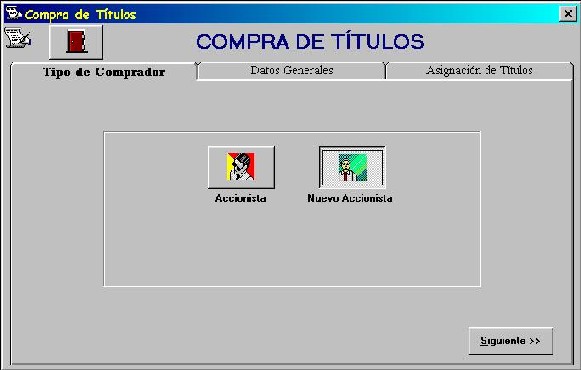 Compra de Títulos
COMPRA DE TÍTULOS
Tipo de Comprador
Datos Generales
Asignación de Títulos
Accionista
Nuevo Accionista
Siguiente >>